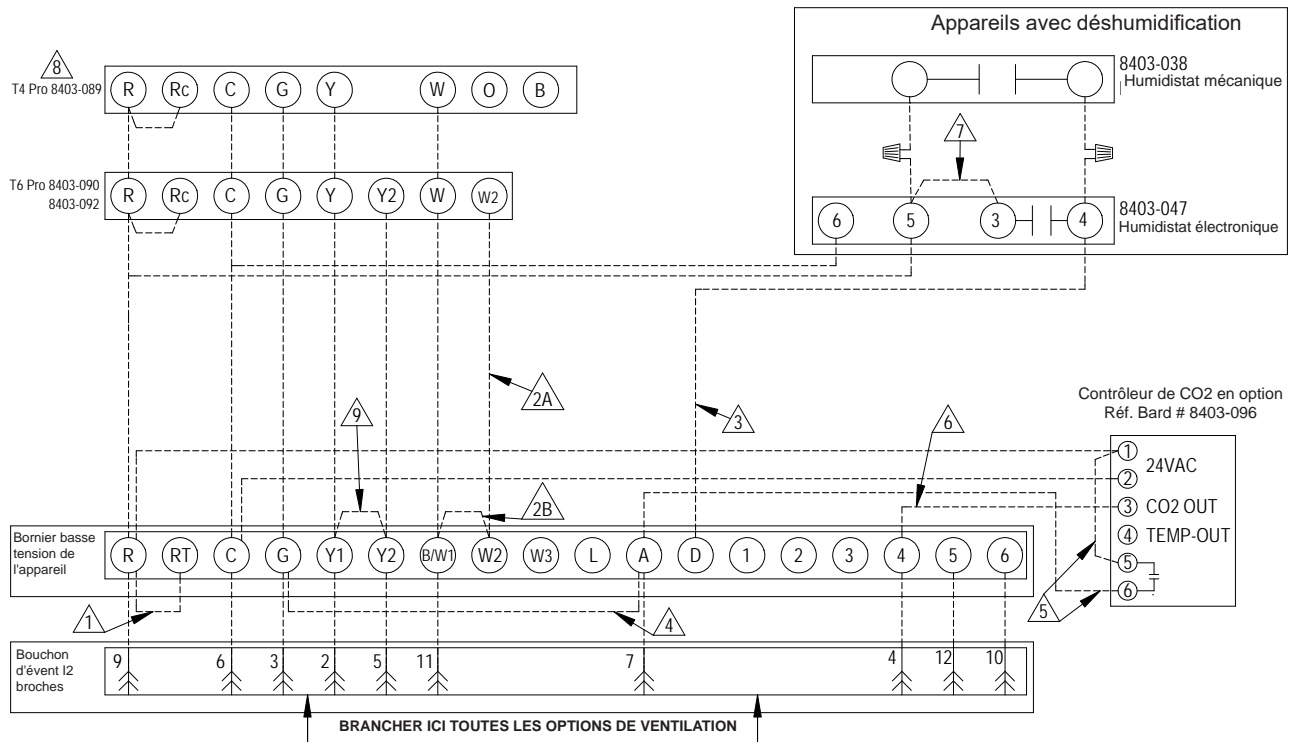 Appareils avec déshumidification
8403-038
Humidistat mécanique
8
T4 Pro 8403-089
R Rc C G Y W O B
7
T6 Pro 8403-090
8403-092
R Rc C G Y Y2 W W2
6 5 3 4
8403-047
Humidistat électronique
2A
9
3
6
2B
Contrôleur de CO2 en option
Réf. Bard # 8403-096
1
24VAC
2
3 CO2 OUT
4 TEMP-OUT
5
6
5
Bornier basse
tension de
l'appareil
R RT C G Y1 Y2 B/W1 W2 W3 L A D 1 2 3 4 5 6
1
4
Bouchon
d'évent I2
broches
9 6 3 2 5 11 7 4 12 10
BRANCHER ICI TOUTES LES OPTIONS DE VENTILATION